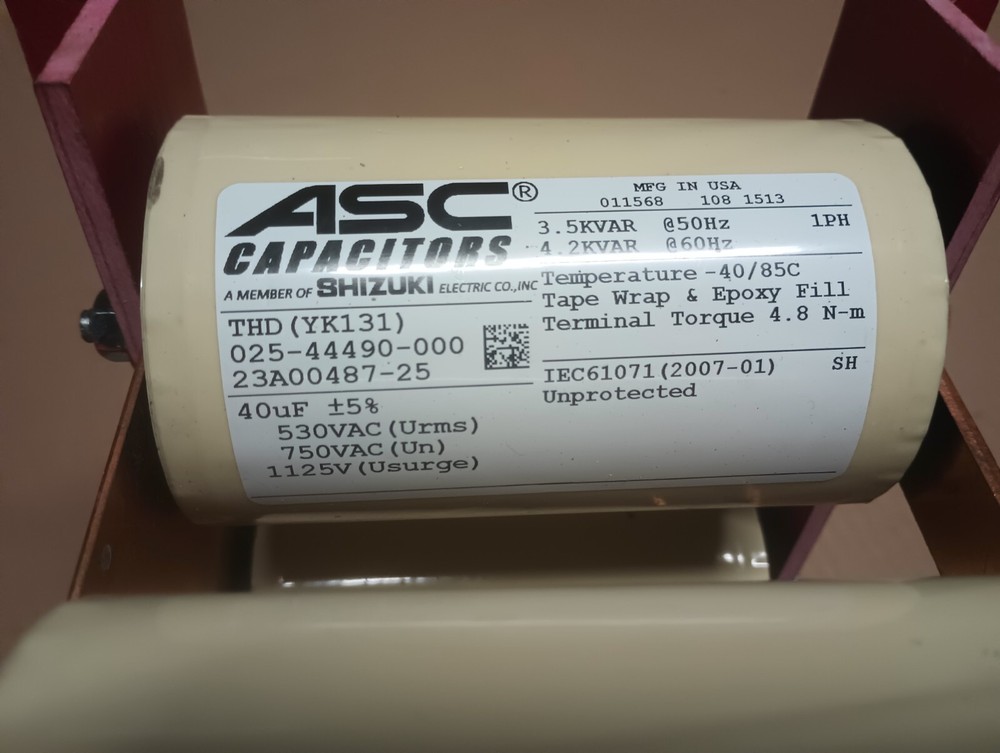 ASC®
CAPACITORS
A MEMBER OF SHIZUKI ELECTRIC CO.,INC
THD(YK131)
025-44490-000
23A00487-25
40uF ±5%
530VAC(Urms)
750VAC(Un)
1125V(Usurge)
MFG IN USA
011568 108 1513
3.5KVAR @50Hz 1PH
4.2KVAR @60Hz
Temperature -40/85C
Tape Wrap & Epoxy Fill
Terminal Torque 4.8 N-m
IEC61071(2007-01) SH
Unprotected